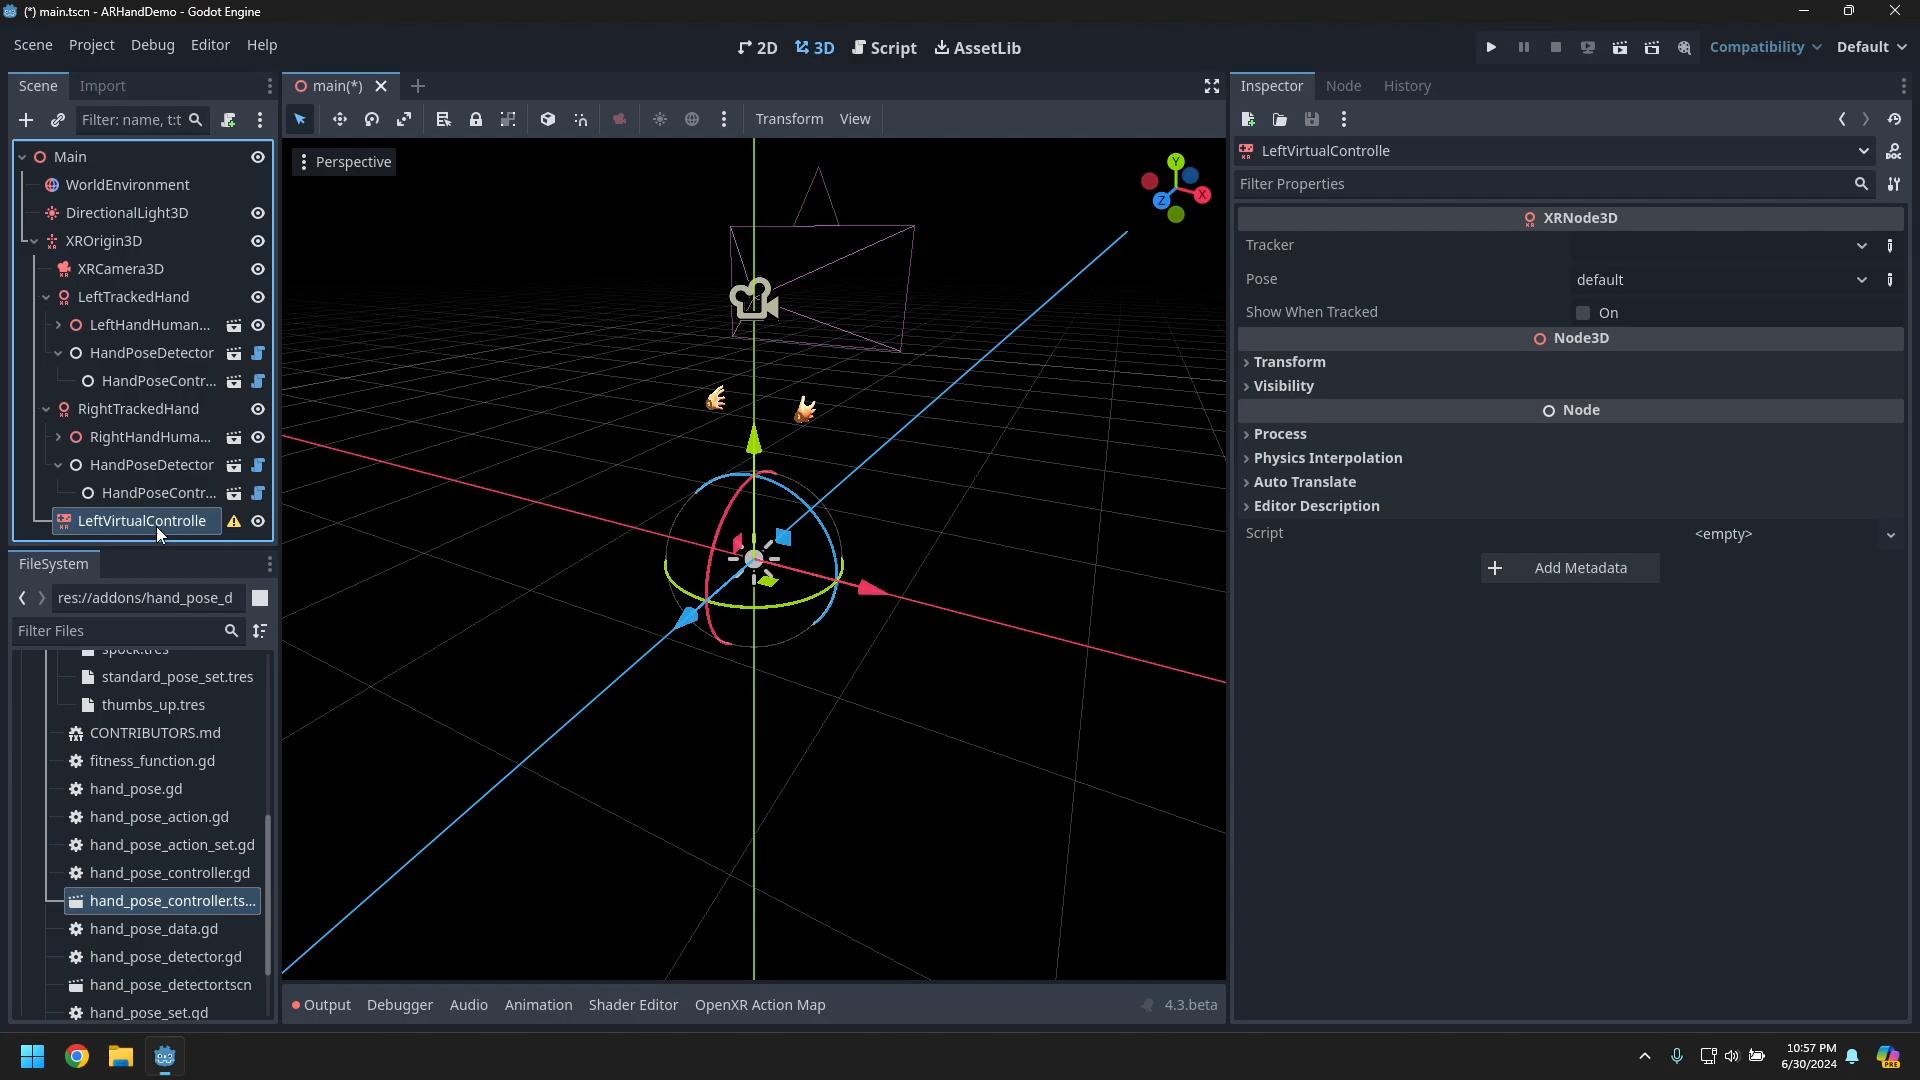 (*) main.tscn - ARHandDemo - Godot Engine
Scene Project Debug Editor Help
2D 3D Script AssetLib
Compatibility Default
Scene Import
main(*)
Inspector Node History
Filter: name, t:t
Transform View
LeftVirtualControlle
DOC
Filter Properties
Perspective
Y
X
Z
Main
WorldEnvironment
DirectionalLight3D
XROrigin3D
XRCamera3D
LeftTrackedHand
LeftHandHuman...
HandPoseDetector
HandPoseContr...
RightTrackedHand
RightHandHuma...
HandPoseDetector
HandPoseContr...
LeftVirtualControlle
XRNode3D
Tracker
Pose default
Show When Tracked On
Node3D
Transform
Visibility
Node
Process
Physics Interpolation
Auto Translate
Editor Description
Script <empty>
Add Metadata
FileSystem
res://addons/hand_pose_d
Filter Files
spock.tres
standard_pose_set.tres
thumbs_up.tres
CONTRIBUTORS.md
fitness_function.gd
hand_pose.gd
hand_pose_action.gd
hand_pose_action_set.gd
hand_pose_controller.gd
hand_pose_controller.ts...
hand_pose_data.gd
hand_pose_detector.gd
hand_pose_detector.tscn
hand_pose_set.gd
Output Debugger Audio Animation Shader Editor OpenXR Action Map
4.3.beta
10:57 PM
6/30/2024
PRE